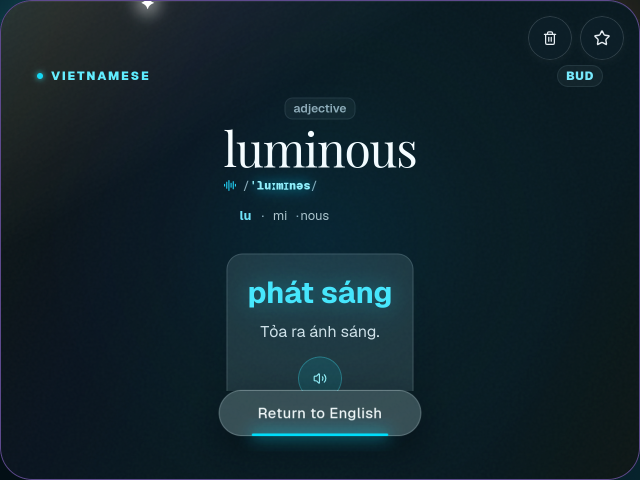 VIETNAMESE
BUD
adjective
luminous
/ˈluːmɪnəs/
lu · mi ·nous
phát sáng
Tỏa ra ánh sáng.
Return to English